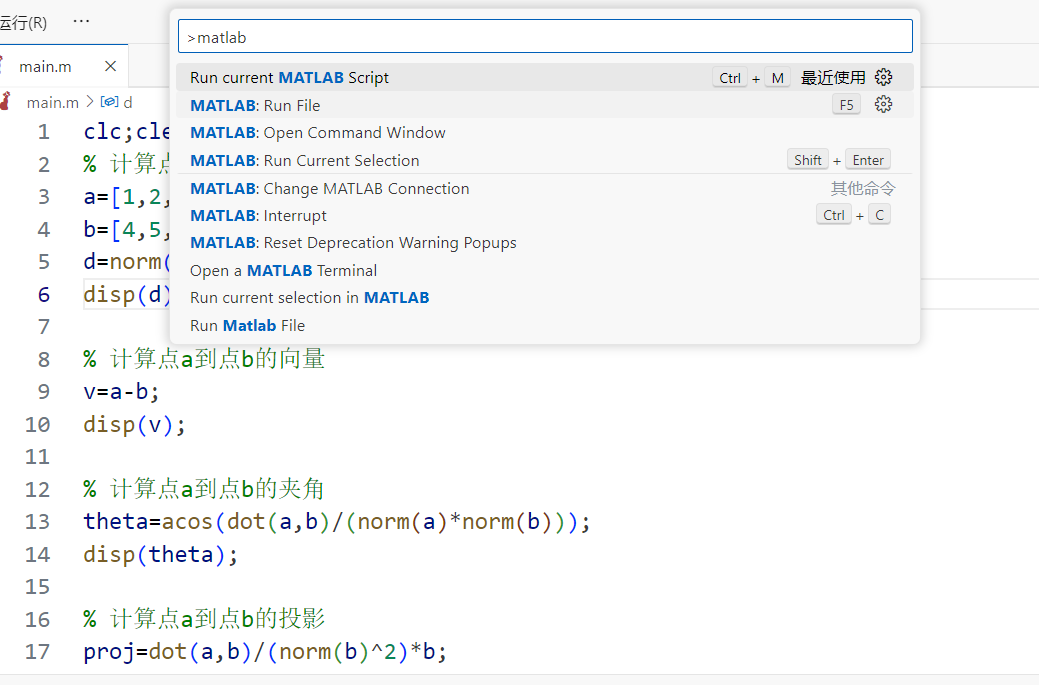 运行(R) ···
>matlab
main.m
Run current MATLAB Script Ctrl + M 最近使用
main.m > d
MATLAB: Run File F5
MATLAB: Open Command Window
MATLAB: Run Current Selection Shift + Enter
MATLAB: Change MATLAB Connection 其他命令
MATLAB: Interrupt Ctrl + C
MATLAB: Reset Deprecation Warning Popups
Open a MATLAB Terminal
Run current selection in MATLAB
Run Matlab File
1 clc;cle
2 % 计算点
3 a=[1,2,
4 b=[4,5,
5 d=norm(
6 disp(d)
7
8 % 计算点a到点b的向量
9 v=a-b;
10 disp(v);
11
12 % 计算点a到点b的夹角
13 theta=acos(dot(a,b)/(norm(a)*norm(b)));
14 disp(theta);
15
16 % 计算点a到点b的投影
17 proj=dot(a,b)/(norm(b)^2)*b;